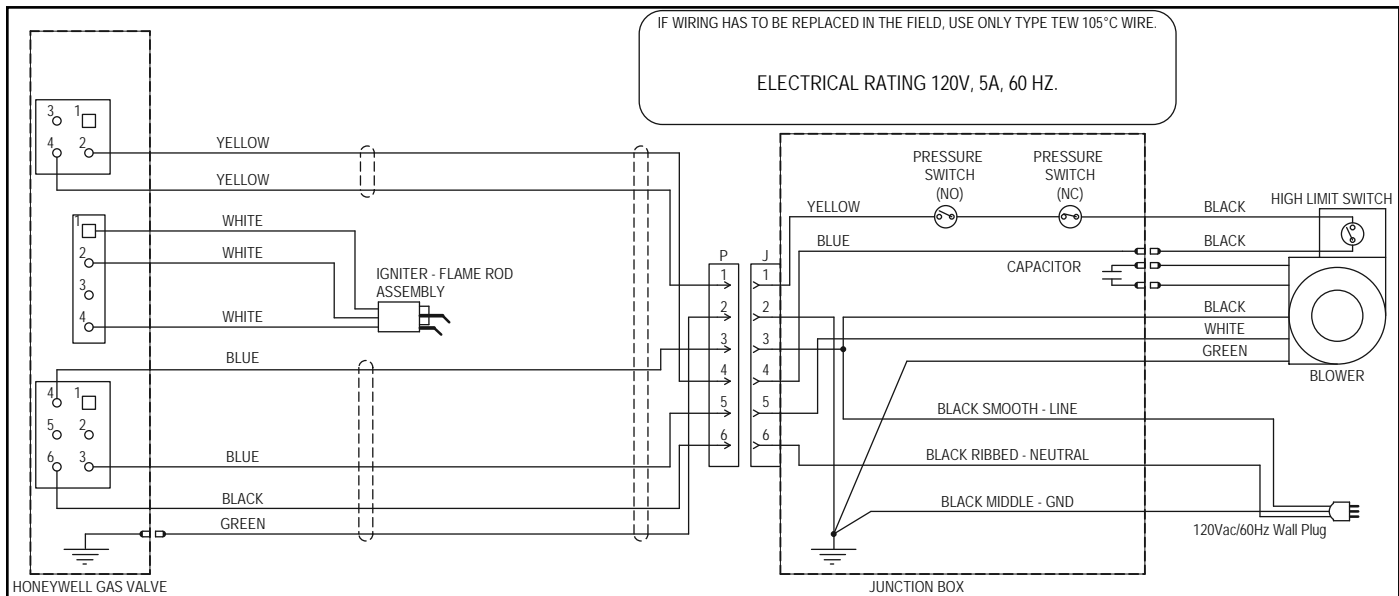 IF WIRING HAS TO BE REPLACED IN THE FIELD, USE ONLY TYPE TEW 105°C WIRE.
ELECTRICAL RATING 120V, 5A, 60 HZ.
3 1
4 2
YELLOW
YELLOW
1
2
3
4
WHITE
WHITE
WHITE
IGNITER - FLAME ROD
ASSEMBLY
BLUE
4 1
5 2
6 3
BLUE
BLACK
GREEN
HONEYWELL GAS VALVE
P
1
2
3
4
5
6
J
1
2
3
4
5
6
PRESSURE
SWITCH
(NO)
PRESSURE
SWITCH
(NC)
YELLOW
BLUE
CAPACITOR
BLACK
BLACK
HIGH LIMIT SWITCH
BLACK
WHITE
GREEN
BLOWER
BLACK SMOOTH - LINE
BLACK RIBBED - NEUTRAL
BLACK MIDDLE - GND
120Vac/60Hz Wall Plug
JUNCTION BOX